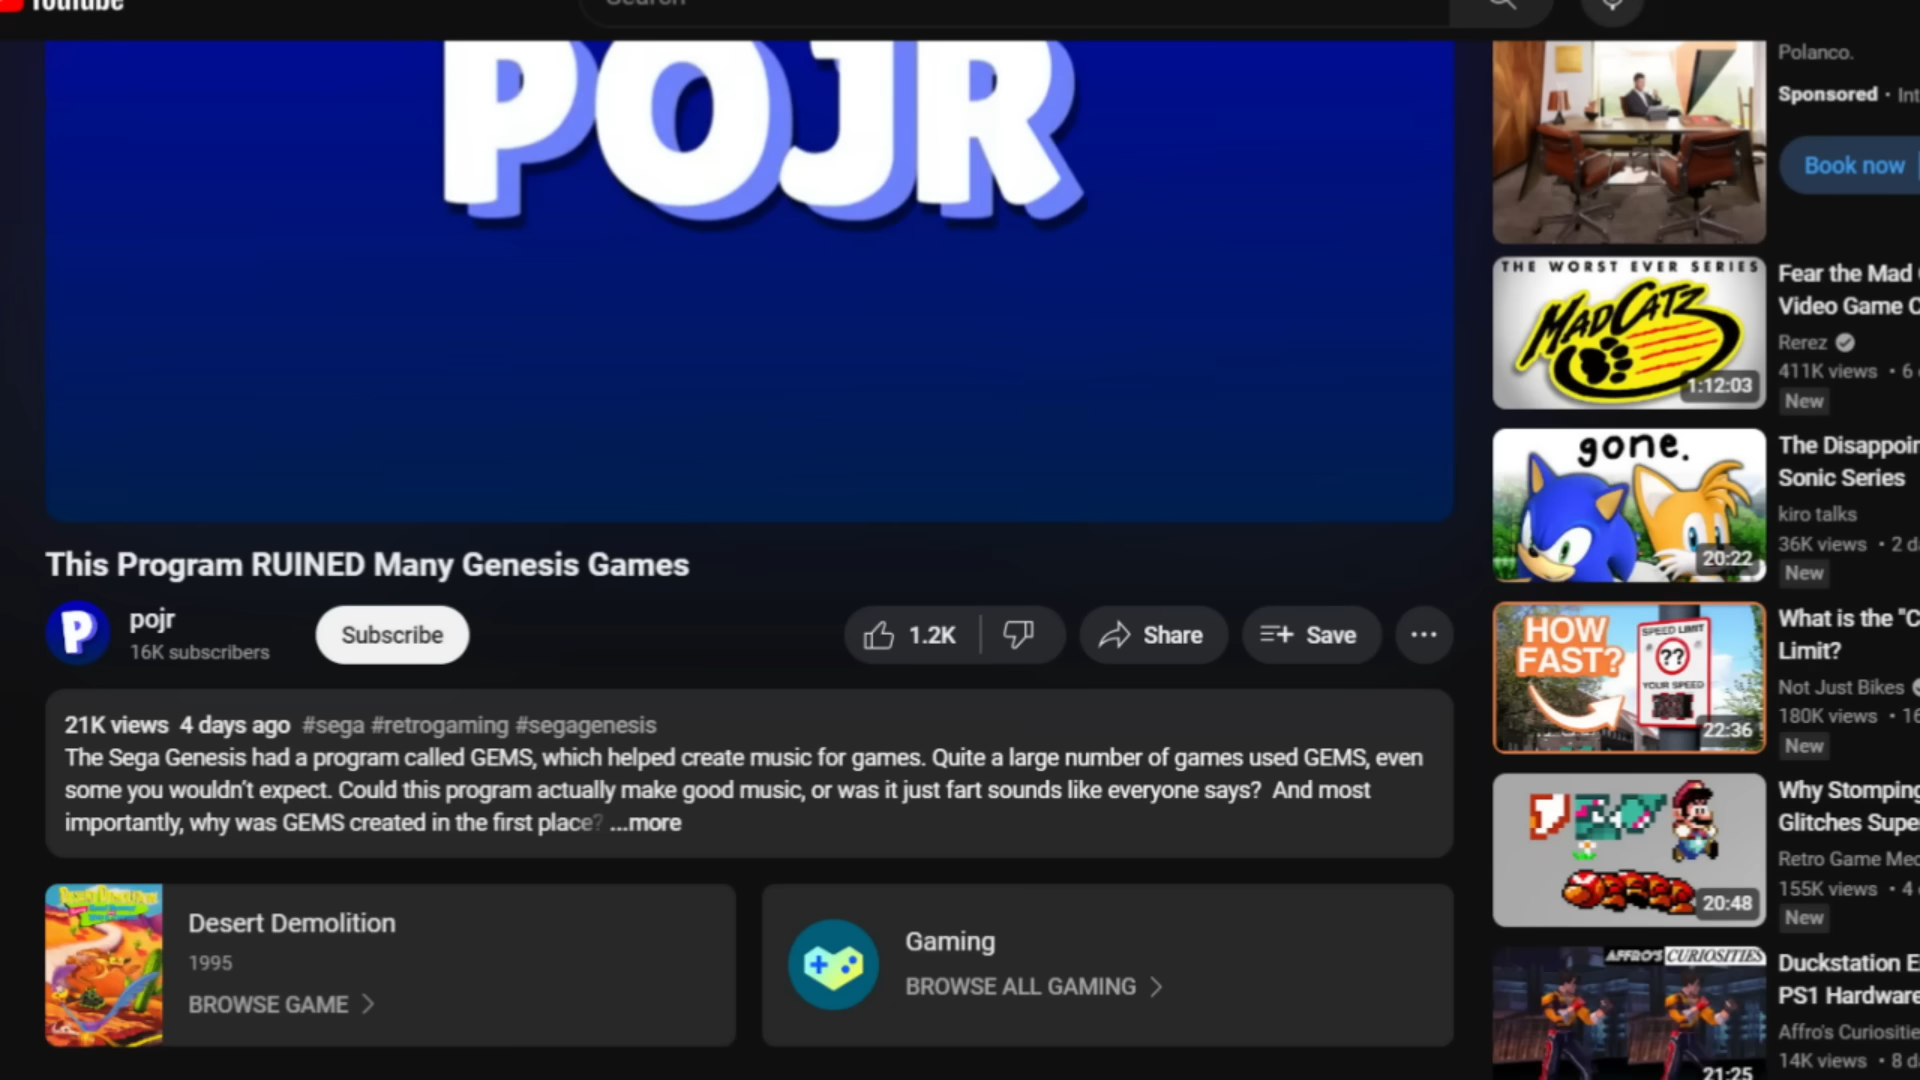 YouTube
Search
POJR
This Program RUINED Many Genesis Games
pojr
16K subscribers
Subscribe
1.2K
Share
Save
21K views 4 days ago #sega #retrogaming #segagenesis
The Sega Genesis had a program called GEMS, which helped create music for games. Quite a large number of games used GEMS, even
some you wouldn't expect. Could this program actually make good music, or was it just fart sounds like everyone says? And most
importantly, why was GEMS created in the first place? ...more
Desert Demolition
1995
BROWSE GAME
Gaming
BROWSE ALL GAMING
Polanco.
Sponsored · Int
Book now
THE WORST EVER SERIES
MAD CATZ
1:12:03
Fear the Mad
Video Game C
Rerez
411K views • 6
New
gone.
20:22
The Disappoin
Sonic Series
kiro talks
36K views • 2 d
New
HOW
FAST?
SPEED LIMIT
??
YOUR SPEED
22:36
What is the "C
Limit?
Not Just Bikes
180K views • 16
New
20:48
Why Stomping
Glitches Supe
Retro Game Mec
155K views • 4
New
AFFRO'S CURIOSITIES
21:25
Duckstation E
PS1 Hardware
Affro's Curiositie
14K views • 8 d